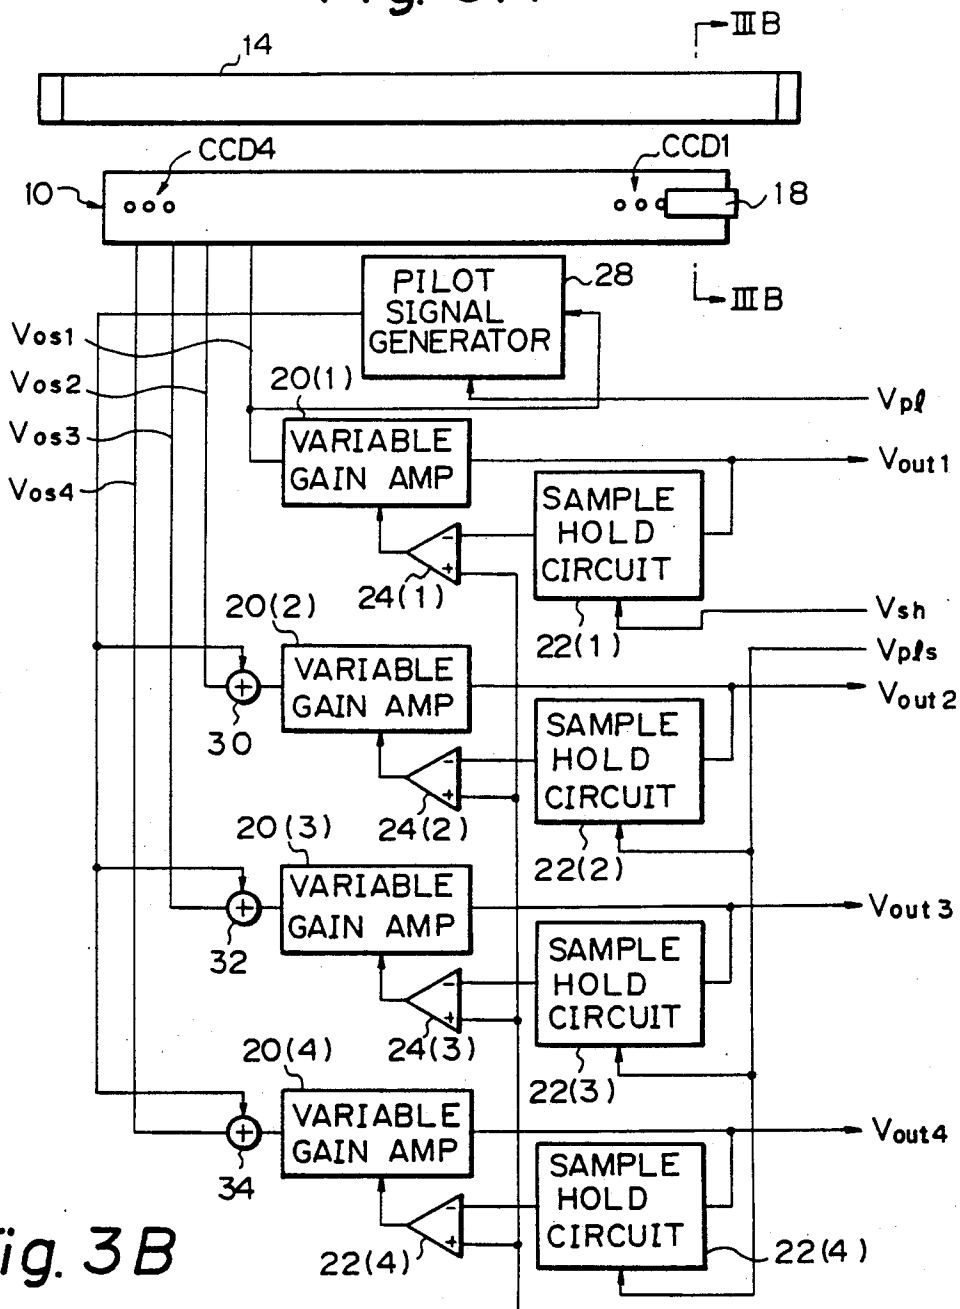 III B
14
CCD4
CCD1
10
18
PILOT
SIGNAL
GENERATOR
28
III B
Vos1
Vos2
Vos3
Vos4
20(1)
Vpl
VARIABLE
GAIN AMP
Vout1
SAMPLE
HOLD
CIRCUIT
-
+
24(1)
22(1)
Vsh
Vpls
20(2)
VARIABLE
GAIN AMP
+
30
Vout2
SAMPLE
HOLD
CIRCUIT
-
+
24(2)
22(2)
20(3)
VARIABLE
GAIN AMP
+
32
Vout3
SAMPLE
HOLD
CIRCUIT
-
+
24(3)
22(3)
20(4)
VARIABLE
GAIN AMP
+
34
Vout4
SAMPLE
HOLD
CIRCUIT
-
+
22(4)
22(4)
ig. 3B